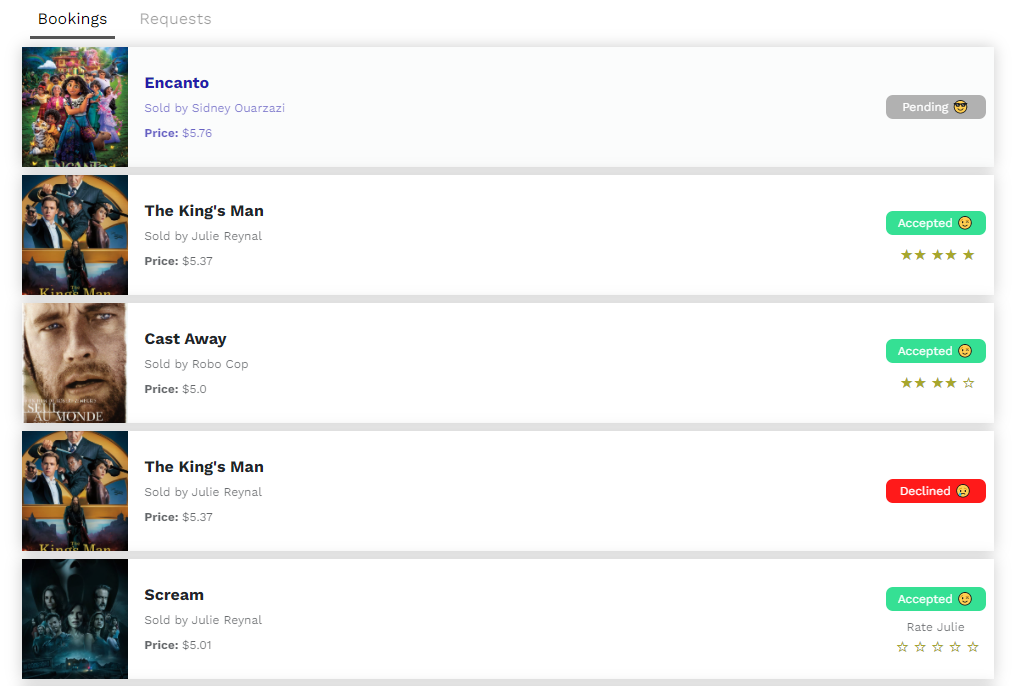 Bookings
Requests
Encanto
Sold by Sidney Ouarzazi
Price: $5.76
Pending 😎
ENCANTO
The King's Man
Sold by Julie Reynal
Price: $5.37
Accepted 😉
★★ ★★ ★
The King's Man
Cast Away
Sold by Robo Cop
Price: $5.0
Accepted 😉
★★ ★★ ☆
SEUL
AU MONDE
The King's Man
Sold by Julie Reynal
Price: $5.37
Declined 😢
The King's Man
Scream
Sold by Julie Reynal
Price: $5.01
Accepted 😉
Rate Julie
☆ ☆ ☆ ☆ ☆